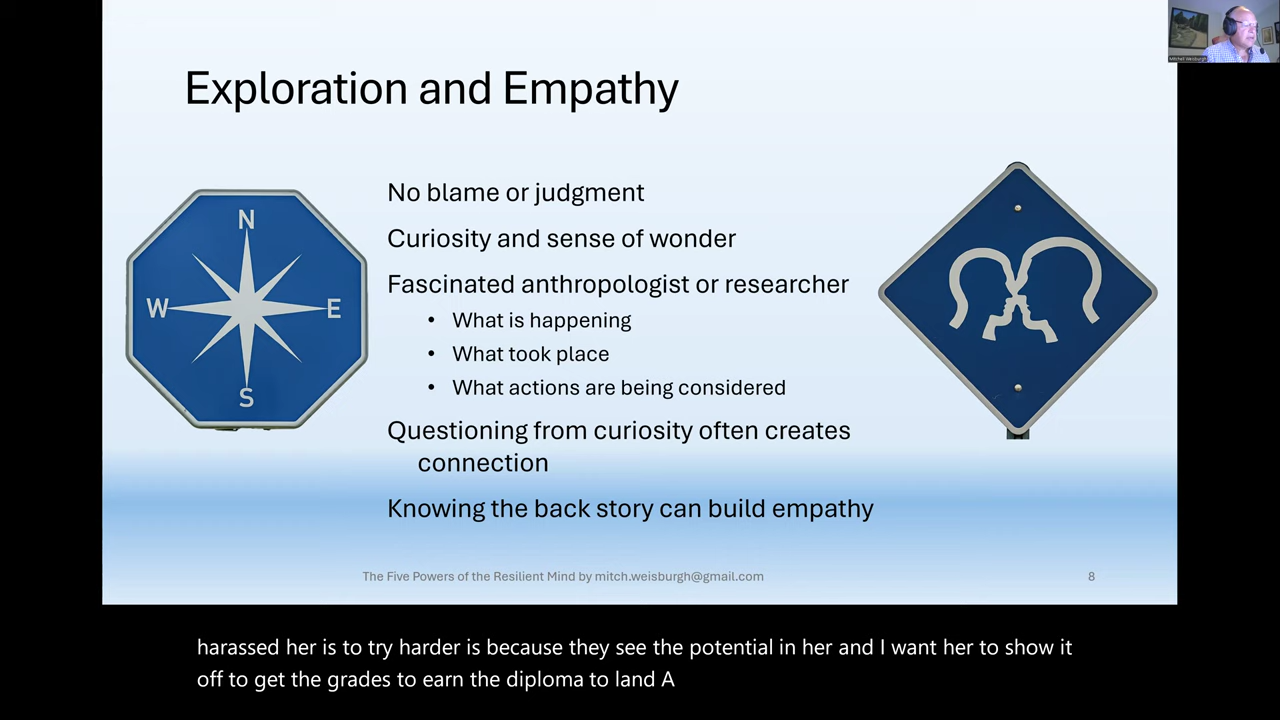 Exploration and Empathy
N
W
E
S
No blame or judgment
Curiosity and sense of wonder
Fascinated anthropologist or researcher
• What is happening
• What took place
• What actions are being considered
Questioning from curiosity often creates
connection
Knowing the back story can build empathy
The Five Powers of the Resilient Mind by mitch.weisburgh@gmail.com
8
Mitchell Weisburgh
harassed her is to try harder is because they see the potential in her and I want her to show it
off to get the grades to earn the diploma to land A